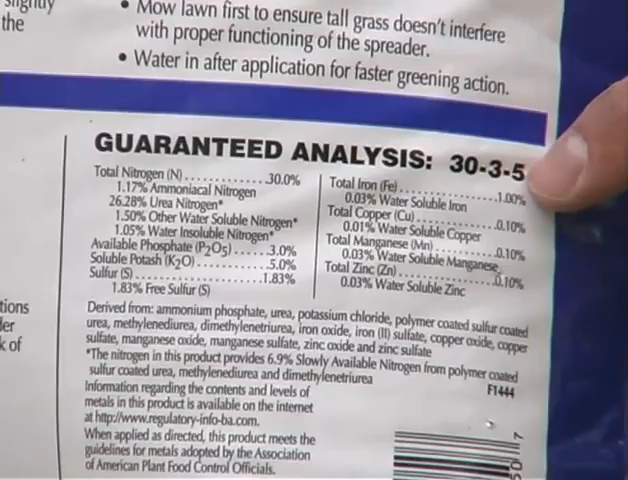 slightly
the
• Mow lawn first to ensure tall grass doesn't interfere
with proper functioning of the spreader.
• Water in after application for faster greening action.
GUARANTEED ANALYSIS: 30-3-5
Total Nitrogen (N)..............30.0%
1.17% Ammoniacal Nitrogen
26.28% Urea Nitrogen*
1.50% Other Water Soluble Nitrogen*
1.05% Water Insoluble Nitrogen*
Available Phosphate (P2O5)......3.0%
Soluble Potash (K2O)............5.0%
Sulfur (S)......................1.83%
1.83% Free Sulfur (S)
Total Iron (Fe)..................1.00%
0.03% Water Soluble Iron
Total Copper (Cu)................0.10%
0.01% Water Soluble Copper
Total Manganese (Mn).............0.10%
0.03% Water Soluble Manganese
Total Zinc (Zn)..................0.10%
0.03% Water Soluble Zinc
Derived from: ammonium phosphate, urea, potassium chloride, polymer coated sulfur coated
urea, methylenediurea, dimethylenetriurea, iron oxide, iron (II) sulfate, copper oxide, copper
sulfate, manganese oxide, manganese sulfate, zinc oxide and zinc sulfate
*The nitrogen in this product provides 6.9% Slowly Available Nitrogen from polymer coated
sulfur coated urea, methylenediurea and dimethylenetriurea
F1444
Information regarding the contents and levels of
metals in this product is available on the internet
at http://www.regulatory-info-ba.com.
When applied as directed, this product meets the
guidelines for metals adopted by the Association
of American Plant Food Control Officials.
tions
ler
k of
50 7